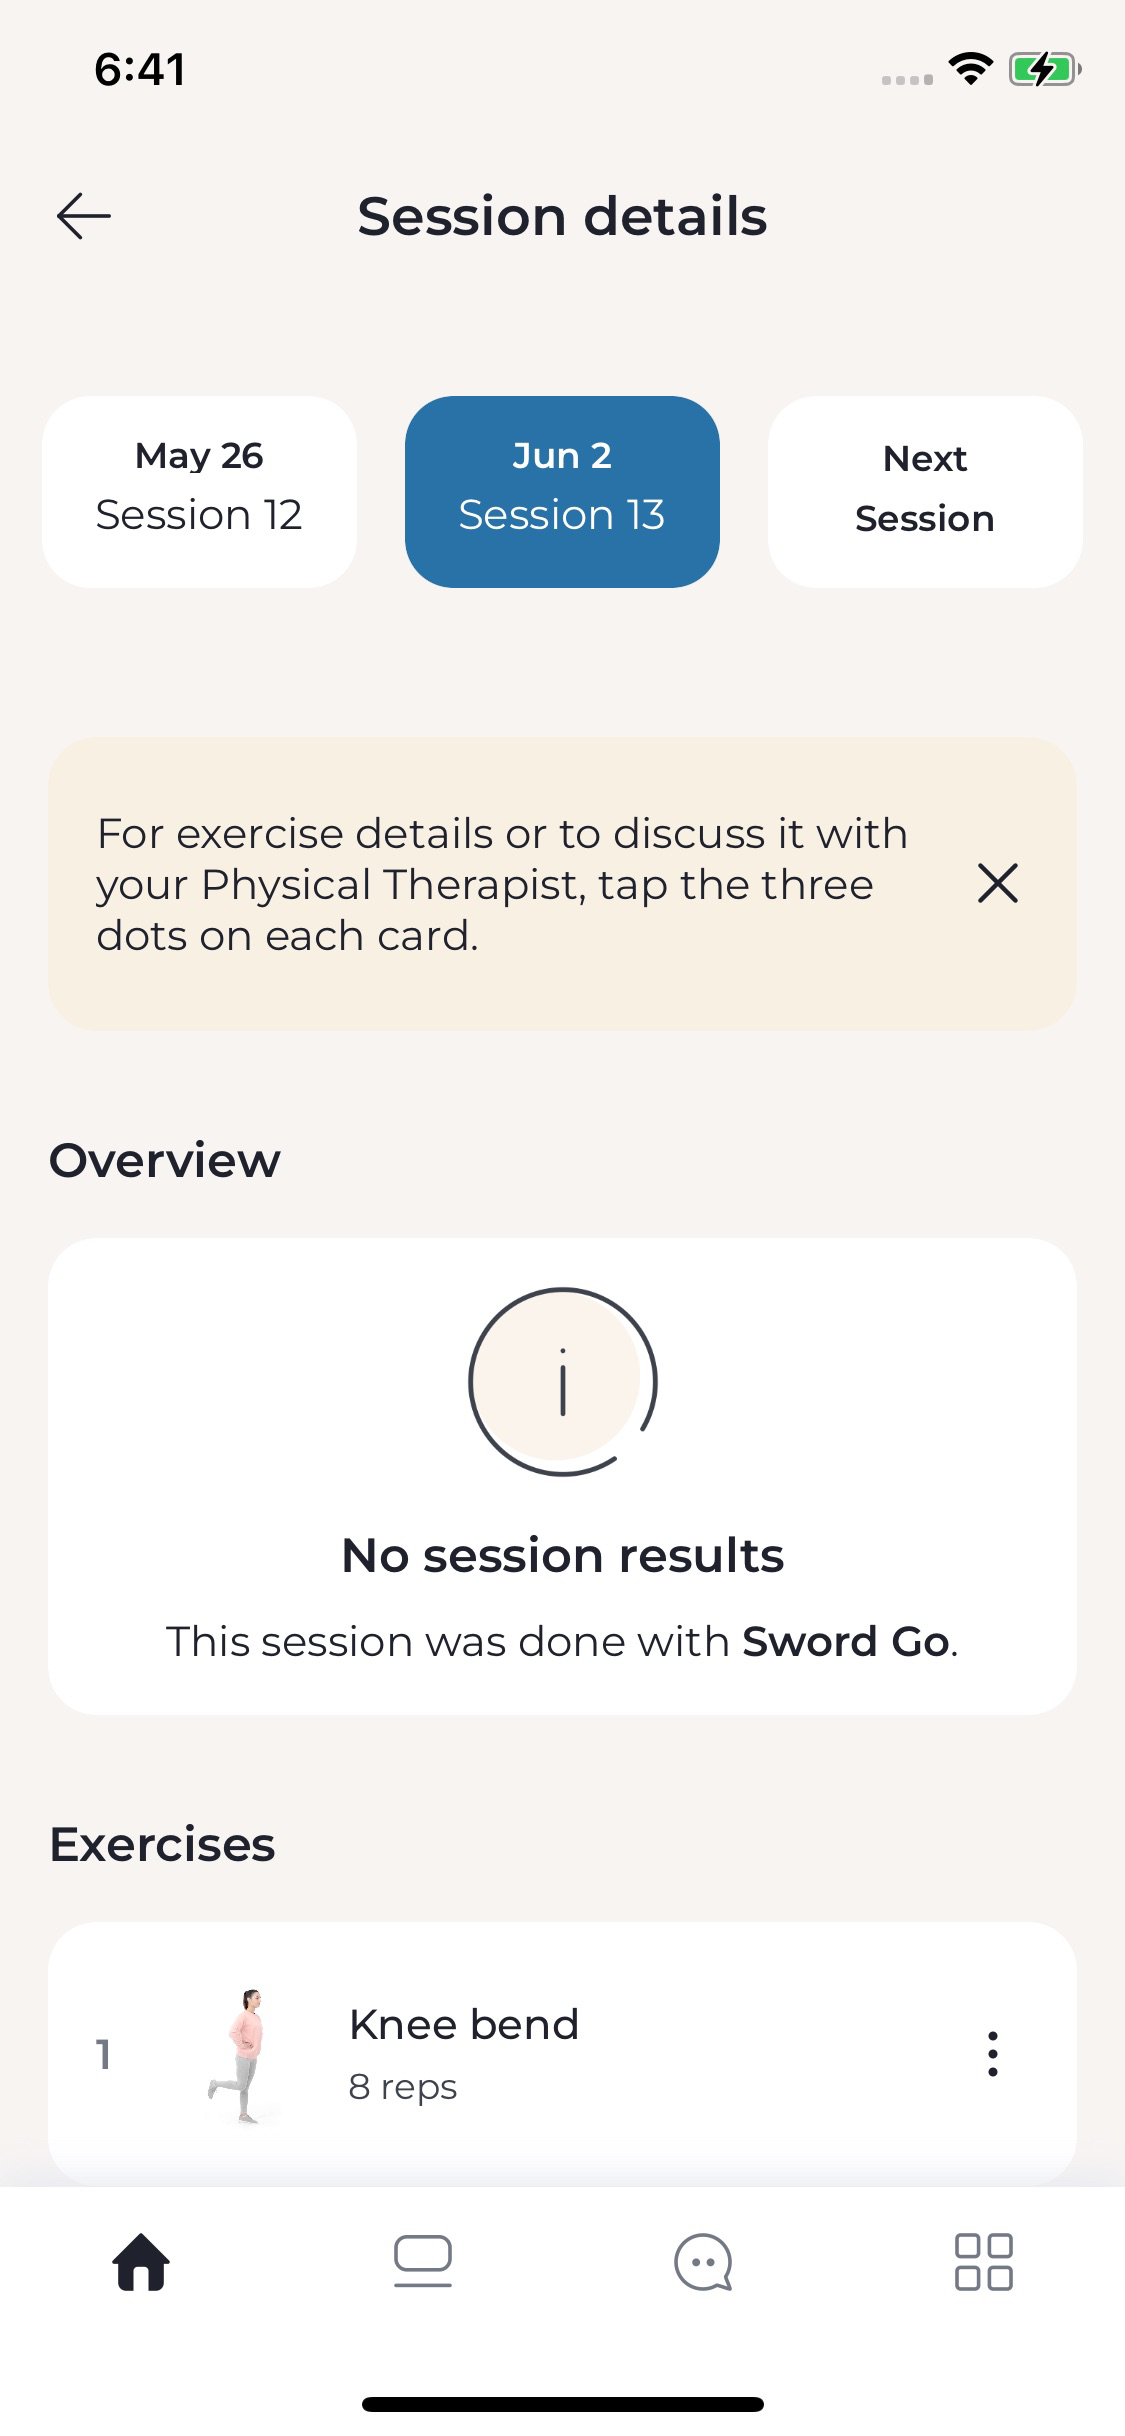 6:41
Session details
May 26
Session 12
Jun 2
Session 13
Next
Session
For exercise details or to discuss it with
your Physical Therapist, tap the three
dots on each card.
Overview
No session results
This session was done with Sword Go.
Exercises
1
Knee bend
8 reps